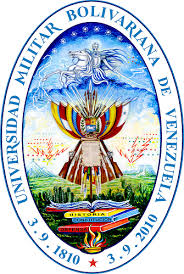 UNIVERSIDAD MILITAR BOLIVARIANA DE VENEZUELA
HISTORIA
3.9.1810 ★ 3.9.2010